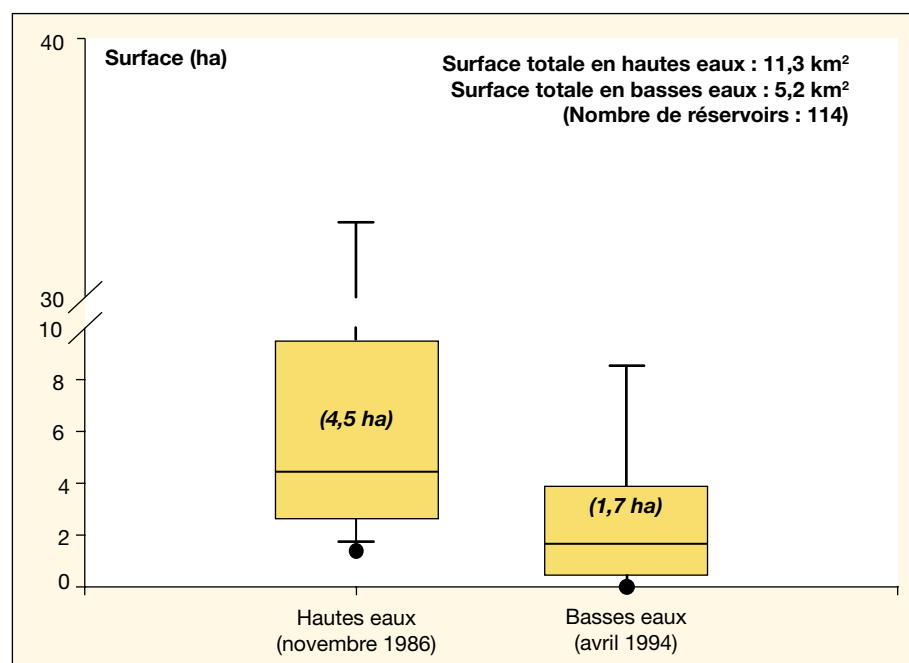 40
Surface (ha)
Surface totale en hautes eaux : 11,3 km²
Surface totale en basses eaux : 5,2 km²
(Nombre de réservoirs : 114)
30
10
8
(4,5 ha)
6
4
(1,7 ha)
2
0
Hautes eaux
(novembre 1986)
Basses eaux
(avril 1994)